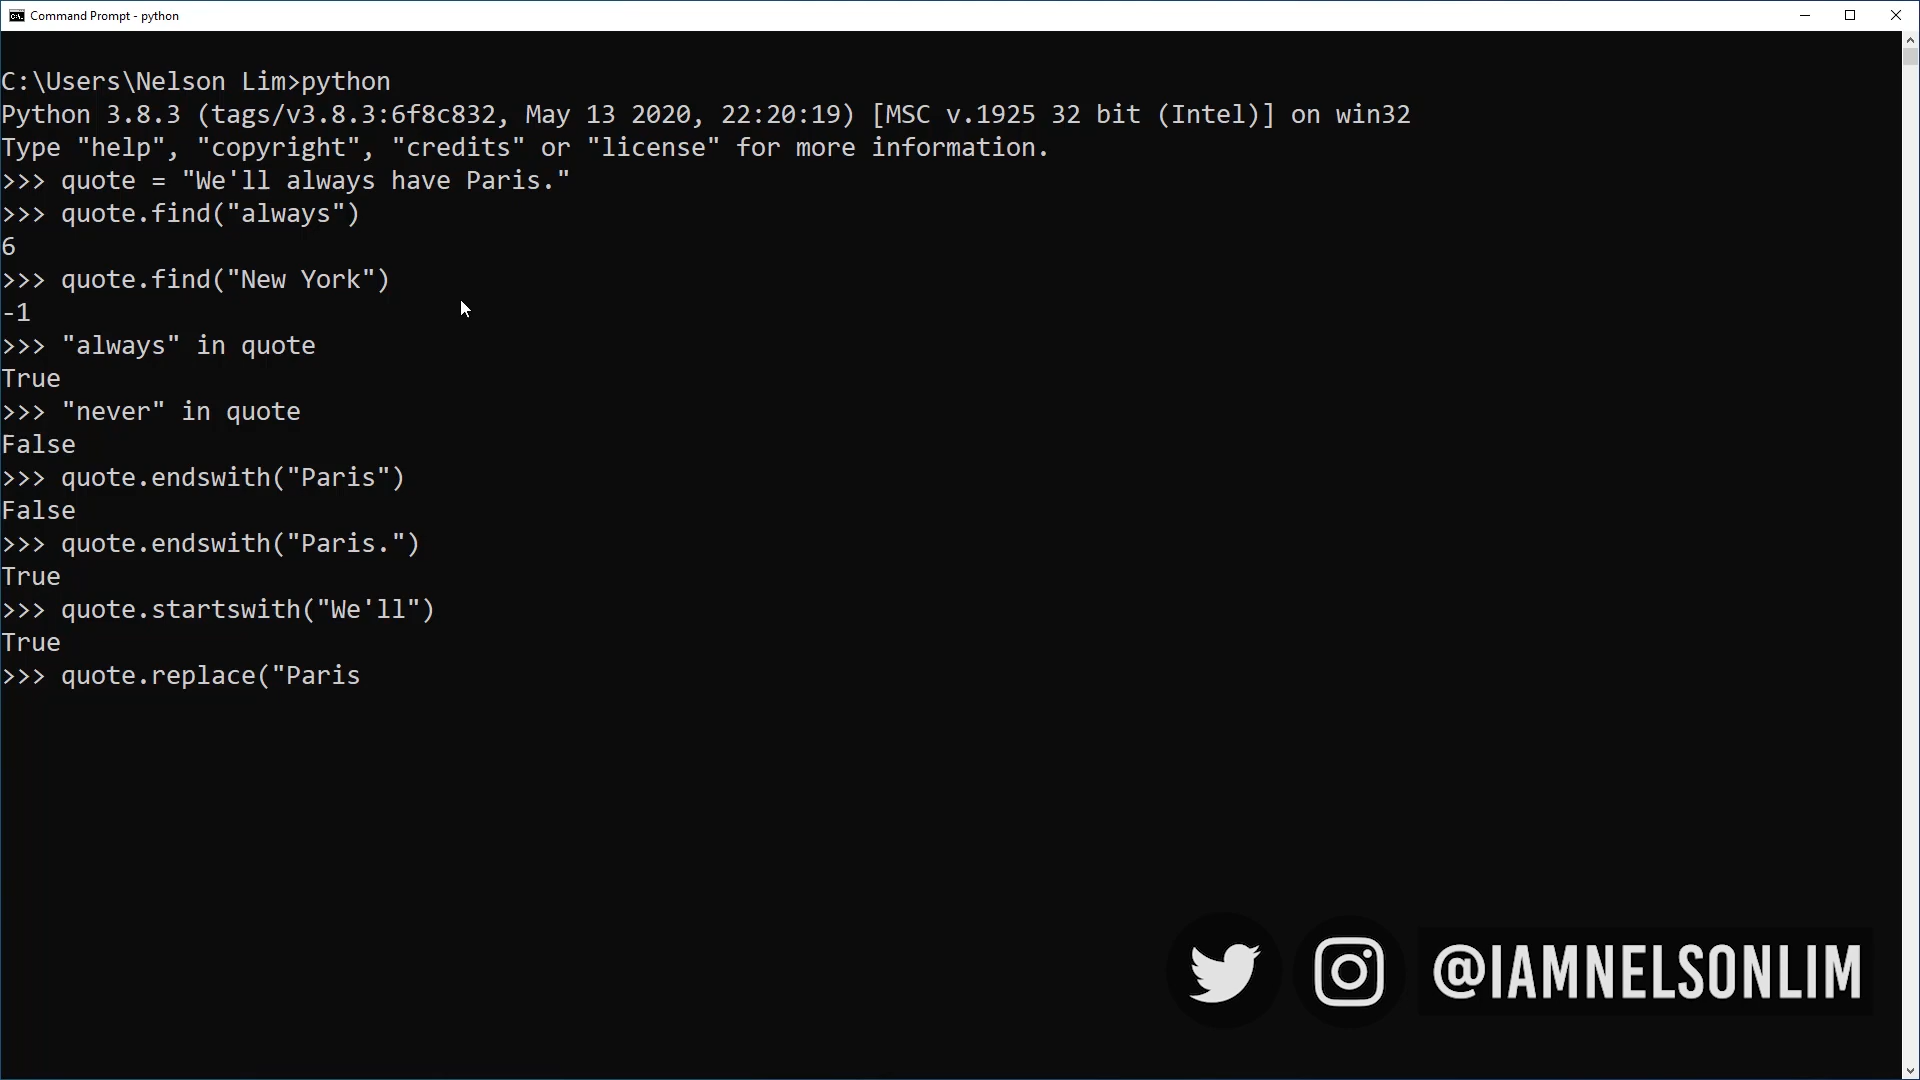 Command Prompt - python
C:\Users\Nelson Lim>python
Python 3.8.3 (tags/v3.8.3:6f8c832, May 13 2020, 22:20:19) [MSC v.1925 32 bit (Intel)] on win32
Type "help", "copyright", "credits" or "license" for more information.
>>> quote = "We'll always have Paris."
>>> quote.find("always")
6
>>> quote.find("New York")
-1
>>> "always" in quote
True
>>> "never" in quote
False
>>> quote.endswith("Paris")
False
>>> quote.endswith("Paris.")
True
>>> quote.startswith("We'll")
True
>>> quote.replace("Paris
@IAMNELSONLIM